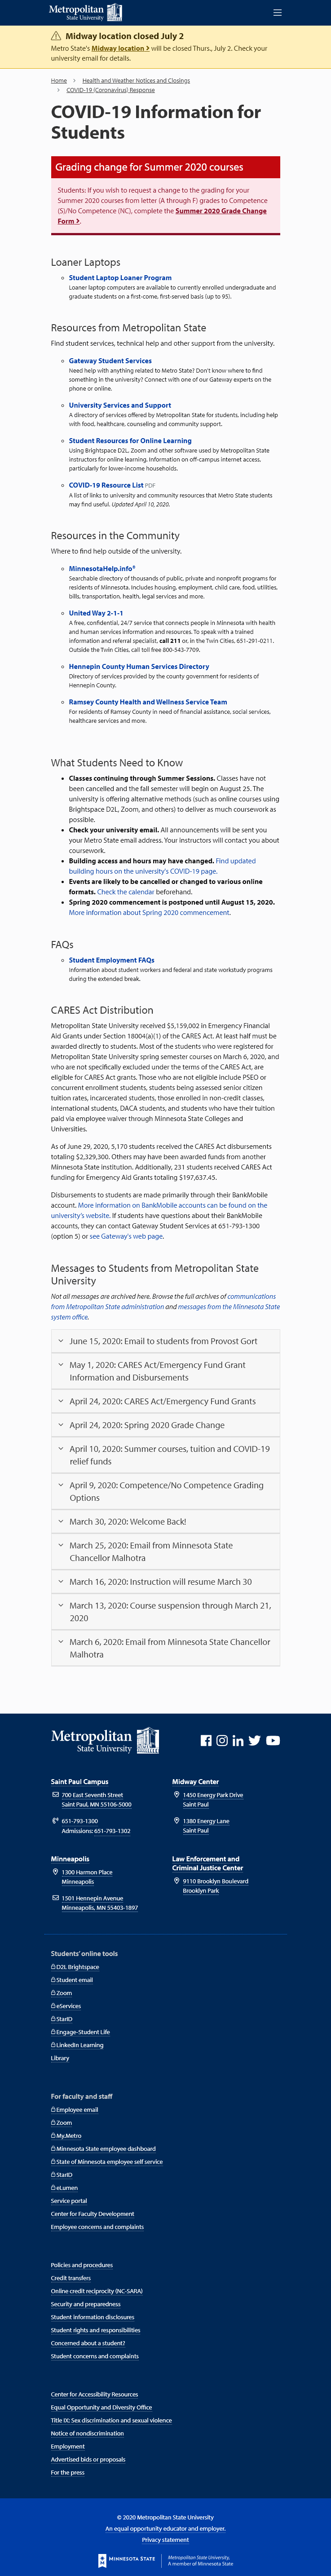 Metropolitan
State University
Midway location closed July 2
Metro State's Midway location > will be closed Thurs., July 2. Check your
university email for details.
Home > Health and Weather Notices and Closings
> COVID-19 (Coronavirus) Response
COVID-19 Information for
Students
Grading change for Summer 2020 courses
Students: If you wish to request a change to the grading for your
Summer 2020 courses from letter (A through F) grades to Competence
(S)/No Competence (NC), complete the Summer 2020 Grade Change
Form >.
Loaner Laptops
Student Laptop Loaner Program
Loaner laptop computers are available to currently enrolled undergraduate and
graduate students on a first-come, first-served basis (up to 95).
Resources from Metropolitan State
Find student services, technical help and other support from the university.
Gateway Student Services
Need help with anything related to Metro State? Don't know where to find
something in the university? Connect with one of our Gateway experts on the
phone or online.
University Services and Support
A directory of services offered by Metropolitan State for students, including help
with food, healthcare, counseling and community support.
Student Resources for Online Learning
Using Brightspace D2L, Zoom and other software used by Metropolitan State
instructors for online learning. Information on off-campus internet access,
particularly for lower-income households.
COVID-19 Resource List PDF
A list of links to university and community resources that Metro State students
may find useful. Updated April 10, 2020.
Resources in the Community
Where to find help outside of the university.
MinnesotaHelp.info®
Searchable directory of thousands of public, private and nonprofit programs for
residents of Minnesota. Includes housing, employment, child care, food, utilities,
bills, transportation, health, legal services and more.
United Way 2-1-1
A free, confidential, 24/7 service that connects people in Minnesota with health
and human services information and resources. To speak with a trained
information and referral specialist, call 211 or, in the Twin Cities, 651-291-0211.
Outside the Twin Cities, call toll free 800-543-7709.
Hennepin County Human Services Directory
Directory of services provided by the county government for residents of
Hennepin County.
Ramsey County Health and Wellness Service Team
For residents of Ramsey County in need of financial assistance, social services,
healthcare services and more.
What Students Need to Know
Classes continuing through Summer Sessions. Classes have not
been cancelled and the fall semester will begin on August 25. The
university is offering alternative methods (such as online courses using
Brightspace D2L, Zoom, and others) to deliver as much coursework as
possible.
Check your university email. All announcements will be sent you
your Metro State email address. Your instructors will contact you about
coursework.
Building access and hours may have changed. Find updated
building hours on the university's COVID-19 page.
Events are likely to be cancelled or changed to various online
formats. Check the calendar beforehand.
Spring 2020 commencement is postponed until August 15, 2020.
More information about Spring 2020 commencement.
FAQs
Student Employment FAQs
Information about student workers and federal and state workstudy programs
during the extended break.
CARES Act Distribution
Metropolitan State University received $5,159,002 in Emergency Financial
Aid Grants under Section 18004(a)(1) of the CARES Act. At least half must be
awarded directly to students. Most of the students who were registered for
Metropolitan State University spring semester courses on March 6, 2020, and
who are not specifically excluded under the terms of the CARES Act, are
eligible for CARES Act grants. Those who are not eligible include PSEO or
concurrent enrollment students, students being assessed senior citizen
tuition rates, incarcerated students, those enrolled in non-credit classes,
international students, DACA students, and students who have their tuition
paid via employee waiver through Minnesota State Colleges and
Universities.
As of June 29, 2020, 5,170 students received the CARES Act disbursements
totaling $2,329,300. Others may have been awarded funds from another
Minnesota State institution. Additionally, 231 students received CARES Act
funding for Emergency Aid Grants totaling $197,637.45.
Disbursements to students are made primarily through their BankMobile
account. More information on BankMobile accounts can be found on the
university's website. If students have questions about their BankMobile
accounts, they can contact Gateway Student Services at 651-793-1300
(option 5) or see Gateway's web page.
Messages to Students from Metropolitan State
University
Not all messages are archived here. Browse the full archives of communications
from Metropolitan State administration and messages from the Minnesota State
system office.
June 15, 2020: Email to students from Provost Gort
May 1, 2020: CARES Act/Emergency Fund Grant
Information and Disbursements
April 24, 2020: CARES Act/Emergency Fund Grants
April 24, 2020: Spring 2020 Grade Change
April 10, 2020: Summer courses, tuition and COVID-19
relief funds
April 9, 2020: Competence/No Competence Grading
Options
March 30, 2020: Welcome Back!
March 25, 2020: Email from Minnesota State
Chancellor Malhotra
March 16, 2020: Instruction will resume March 30
March 13, 2020: Course suspension through March 21,
2020
March 6, 2020: Email from Minnesota State Chancellor
Malhotra
Metropolitan
State University
Saint Paul Campus
700 East Seventh Street
Saint Paul, MN 55106-5000
651-793-1300
Admissions: 651-793-1302
Midway Center
1450 Energy Park Drive
Saint Paul
1380 Energy Lane
Saint Paul
Minneapolis
1300 Harmon Place
Minneapolis
1501 Hennepin Avenue
Minneapolis, MN 55403-1897
Law Enforcement and
Criminal Justice Center
9110 Brooklyn Boulevard
Brooklyn Park
Students' online tools
D2L Brightspace
Student email
Zoom
eServices
StarID
Engage-Student Life
LinkedIn Learning
Library
For faculty and staff
Employee email
Zoom
My.Metro
Minnesota State employee dashboard
State of Minnesota employee self service
StarID
eLumen
Service portal
Center for Faculty Development
Employee concerns and complaints
Policies and procedures
Credit transfers
Online credit reciprocity (NC-SARA)
Security and preparedness
Student information disclosures
Student rights and responsibilities
Concerned about a student?
Student concerns and complaints
Center for Accessibility Resources
Equal Opportunity and Diversity Office
Title IX: Sex discrimination and sexual violence
Notice of nondiscrimination
Employment
Advertised bids or proposals
For the press
© 2020 Metropolitan State University
An equal opportunity educator and employer.
Privacy statement
MINNESOTA STATE
Metropolitan State University,
A member of Minnesota State